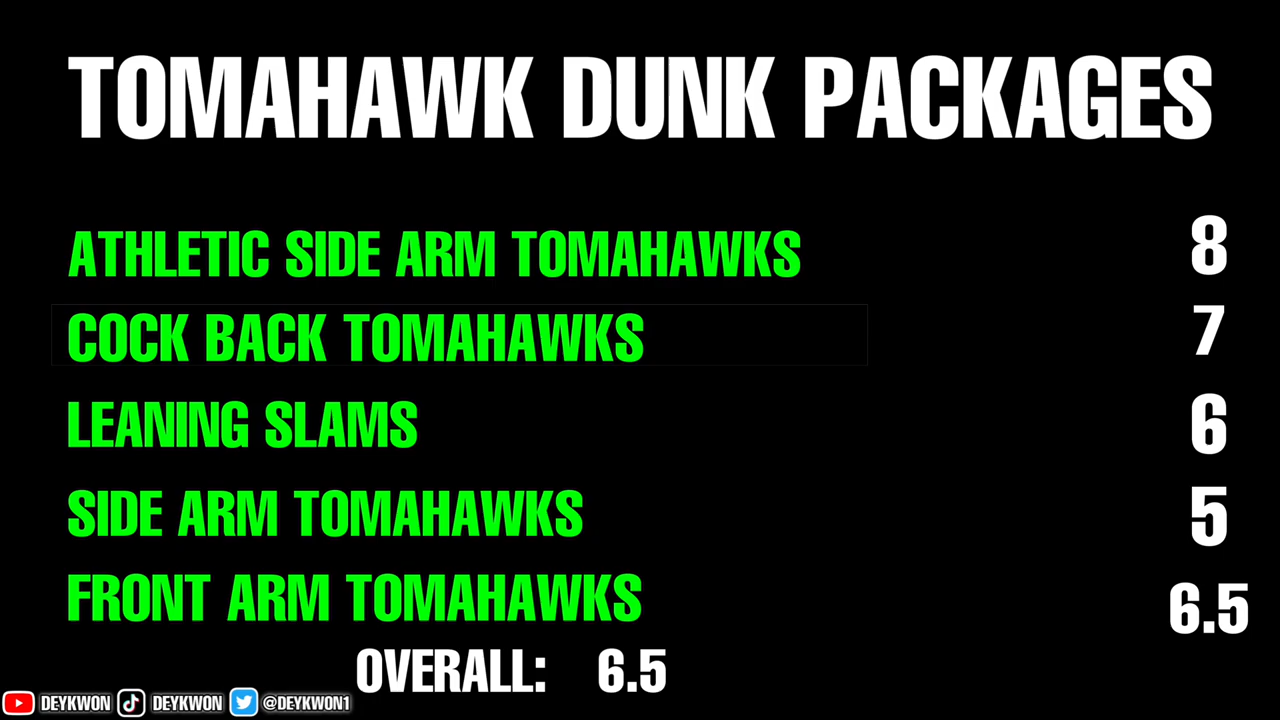 TOMAHAWK DUNK PACKAGES
ATHLETIC SIDE ARM TOMAHAWKS 8
COCK BACK TOMAHAWKS 7
LEANING SLAMS 6
SIDE ARM TOMAHAWKS 5
FRONT ARM TOMAHAWKS 6.5
OVERALL: 6.5
DEYKWON DEYKWON @DEYKWON1